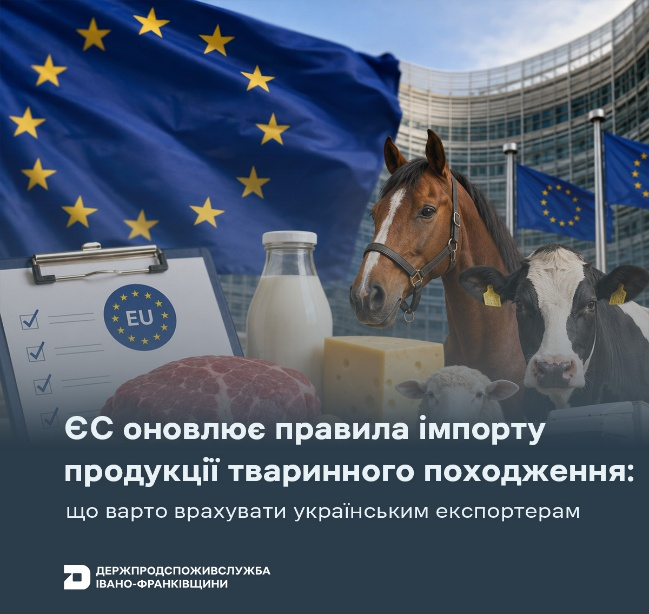 EU
ЄС оновлює правила імпорту
продукції тваринного походження:
що варто врахувати українським експортерам
ДЕРЖПРОДСПОЖИВСЛУЖБА
ІВАНО-ФРАНКІВЩИНИ